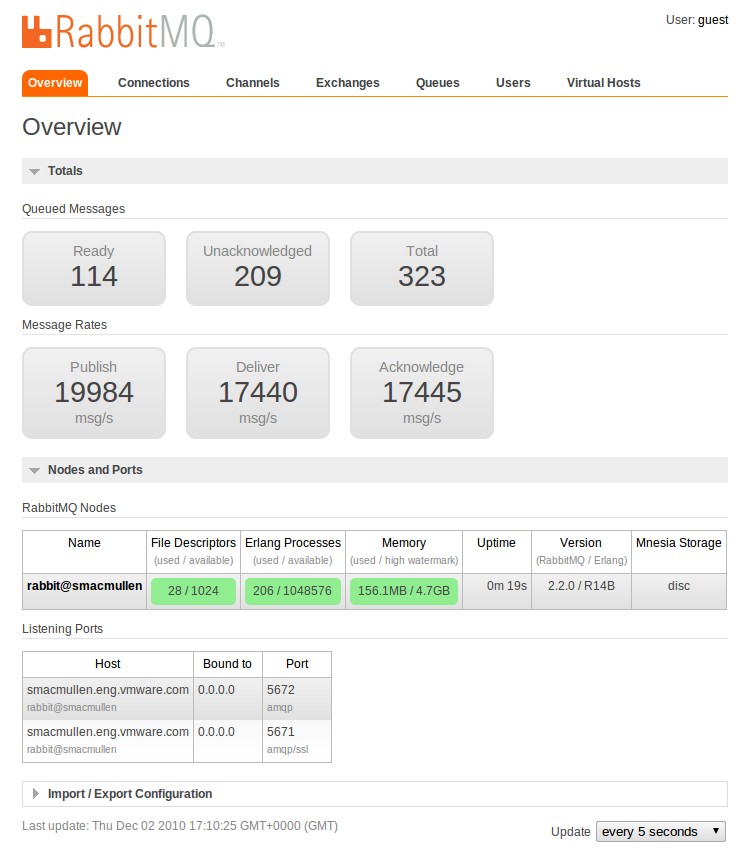 RabbitMQ TM
User: guest
Overview Connections Channels Exchanges Queues Users Virtual Hosts
Overview
Totals
Queued Messages
Ready Unacknowledged Total
114 209 323
Message Rates
Publish Deliver Acknowledge
19984 17440 17445
msg/s msg/s msg/s
Nodes and Ports
RabbitMQ Nodes
Name File Descriptors Erlang Processes Memory Uptime Version Mnesia Storage
(used / available) (used / available) (used / high watermark) (RabbitMQ / Erlang)
rabbit@smacmullen 28 / 1024 206 / 1048576 156.1MB / 4.7GB 0m 19s 2.2.0 / R14B disc
Listening Ports
Host Bound to Port
smacmullen.eng.vmware.com 0.0.0.0 5672
rabbit@smacmullen amqp
smacmullen.eng.vmware.com 0.0.0.0 5671
rabbit@smacmullen amqp/ssl
Import / Export Configuration
Last update: Thu Dec 02 2010 17:10:25 GMT+0000 (GMT)
Update every 5 seconds